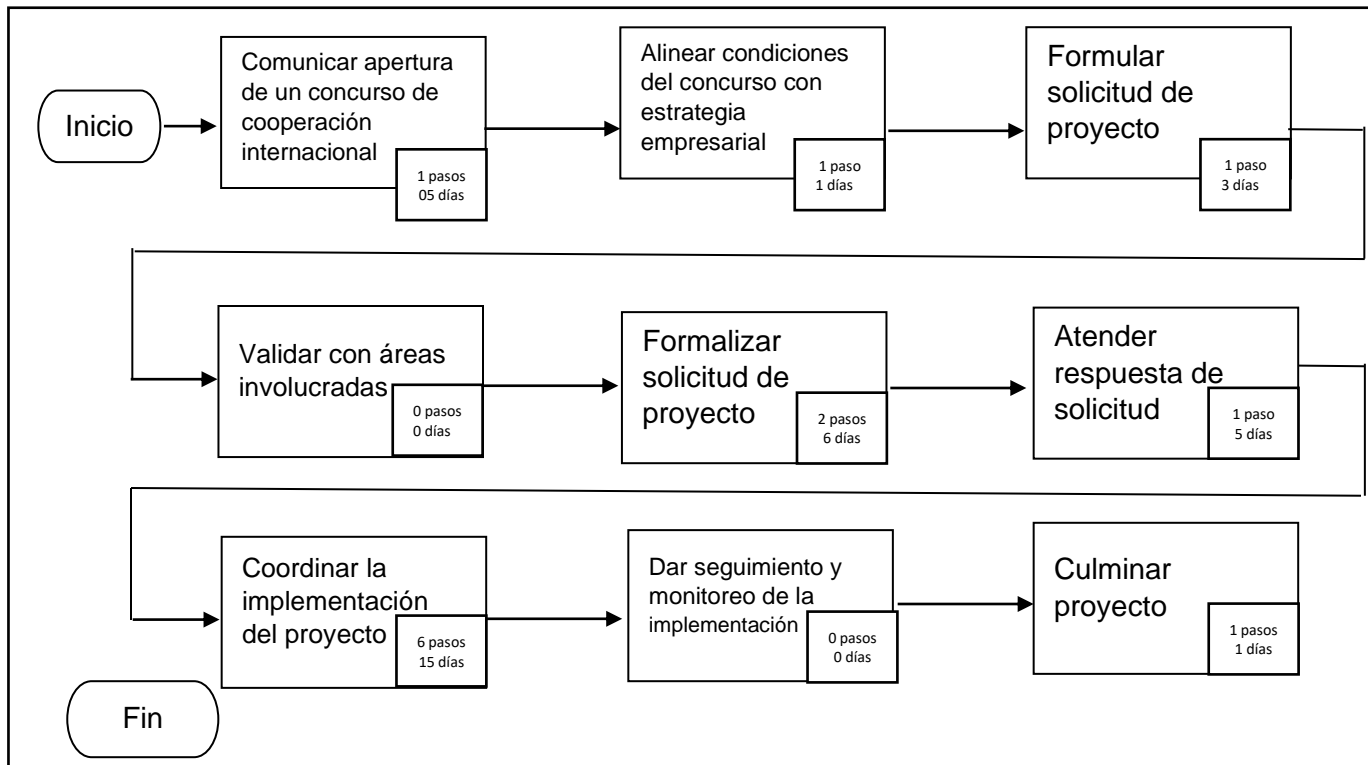 Inicio
Comunicar apertura
de un concurso de
cooperación
internacional
1 pasos
05 días
Alinear condiciones
del concurso con
estrategia
empresarial
1 paso
1 días
Formular
solicitud de
proyecto
1 paso
3 días
Validar con áreas
involucradas
0 pasos
0 días
Formalizar
solicitud de
proyecto
2 pasos
6 días
Atender
respuesta de
solicitud
1 paso
5 días
Coordinar la
implementación
del proyecto
6 pasos
15 días
Dar seguimiento y
monitoreo de la
implementación
0 pasos
0 días
Culminar
proyecto
1 pasos
1 días
Fin